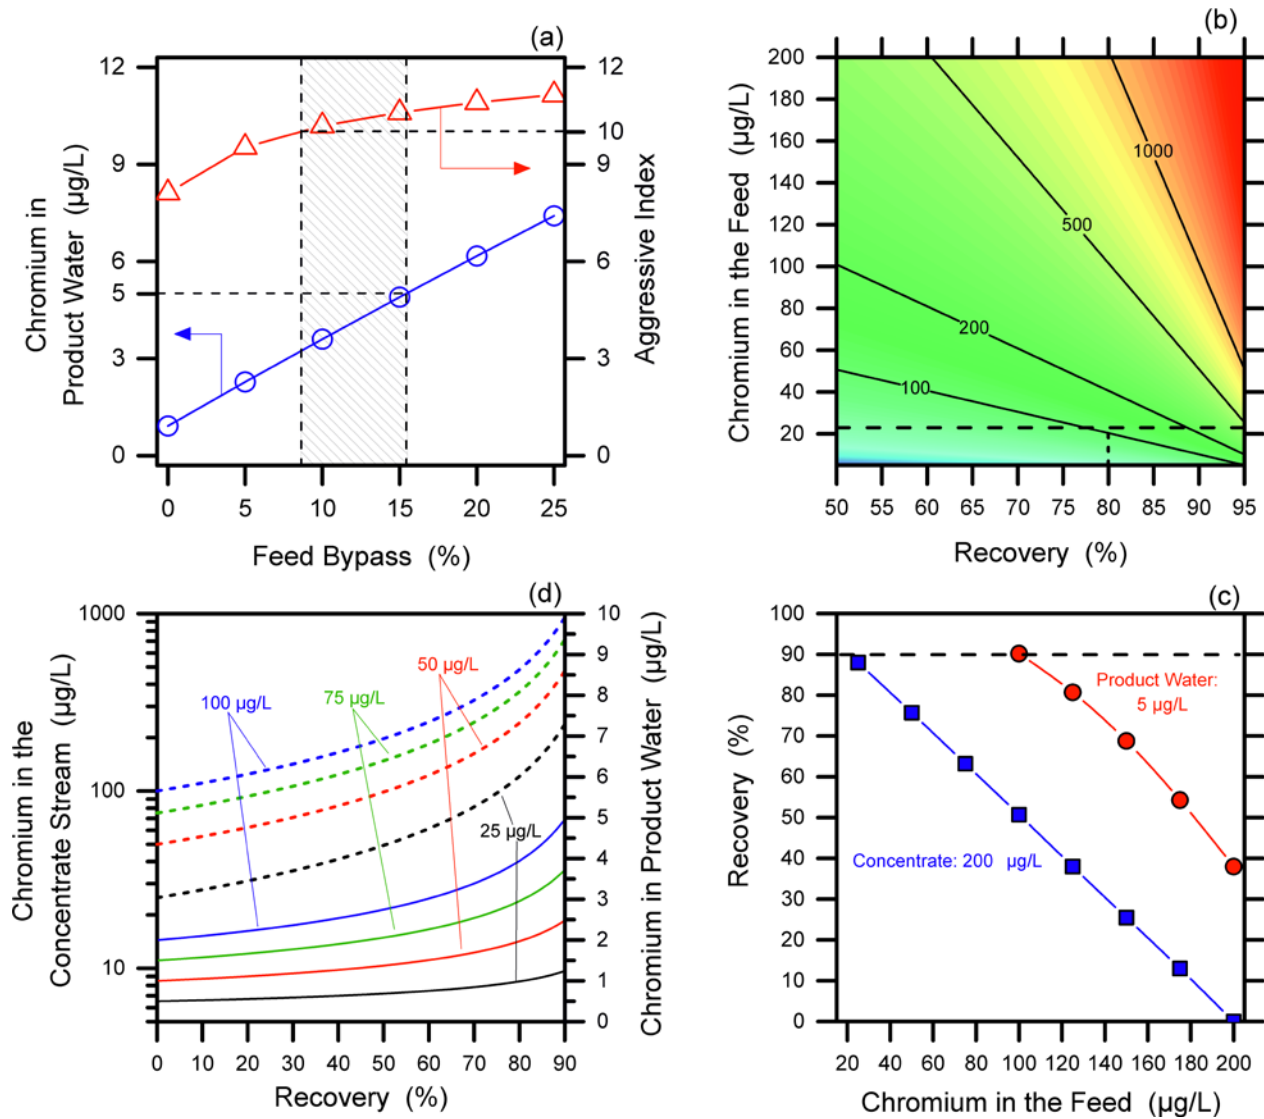 (a)
12
9
6
5
3
0
Chromium in
Product Water (µg/L)
12
10
9
6
3
0
Aggressive Index
0 5 10 15 20 25
Feed Bypass (%)
(b)
200
180
160
140
120
100
80
60
40
20
Chromium in the Feed (µg/L)
1000
500
200
100
50 55 60 65 70 75 80 85 90 95
Recovery (%)
(d)
1000
100
10
Chromium in the
Concentrate Stream (µg/L)
10
9
8
7
6
5
4
3
2
1
0
Chromium in Product Water (µg/L)
100 µg/L
75 µg/L
50 µg/L
25 µg/L
0 10 20 30 40 50 60 70 80 90
Recovery (%)
(c)
100
90
80
70
60
50
40
30
20
10
0
Recovery (%)
Product Water:
5 µg/L
Concentrate: 200 µg/L
20 40 60 80 100 120 140 160 180 200
Chromium in the Feed (µg/L)